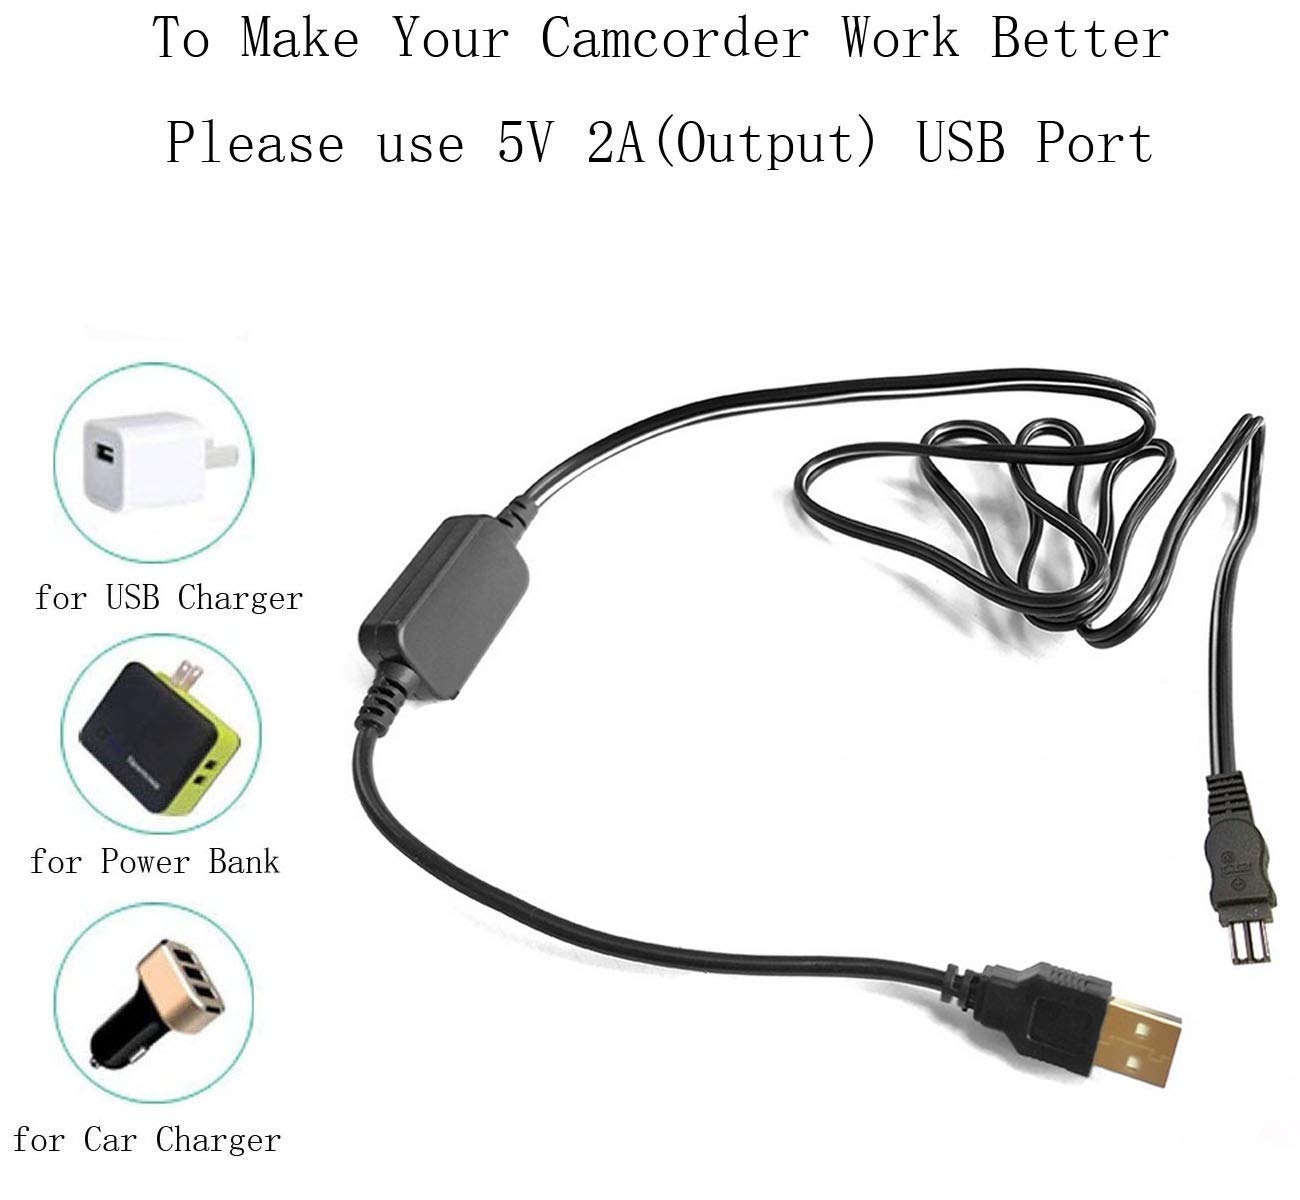 To Make Your Camcorder Work Better
Please use 5V 2A(Output) USB Port
for USB Charger
for Power Bank
for Car Charger